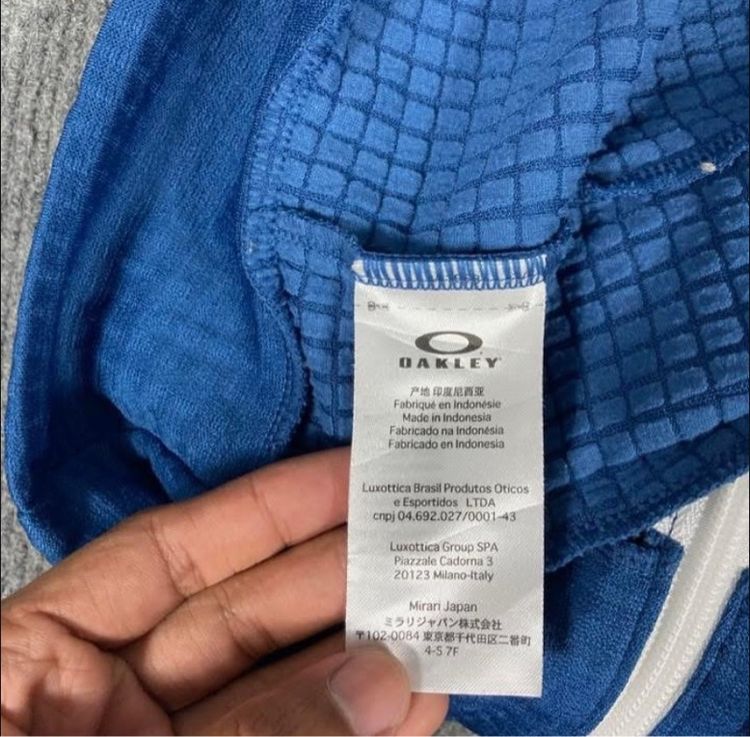 OAKLEY
产地 印度尼西亚
Fabriqué en Indonésie
Made in Indonesia
Fabricado na Indonésia
Fabricado en Indonesia
Luxottica Brasil Produtos Oticos
e Esportidos LTDA
cnpj 04.692.027/0001-43
Luxottica Group SPA
Piazzale Cadorna 3
20123 Milano-Italy
Mirari Japan
ミラリジャパン株式会社
〒102-0084 東京都千代田区二番町
4-5 7F